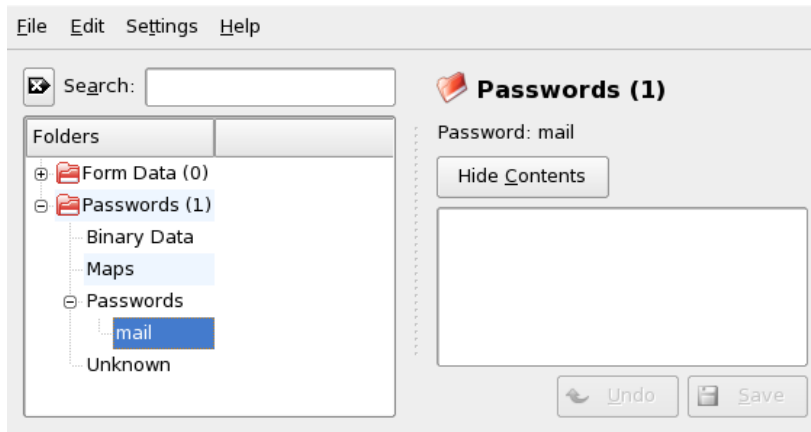 File Edit Settings Help
Search:
Folders
Form Data (0)
Passwords (1)
Binary Data
Maps
Passwords
mail
Unknown
Passwords (1)
Password: mail
Hide Contents
Undo Save